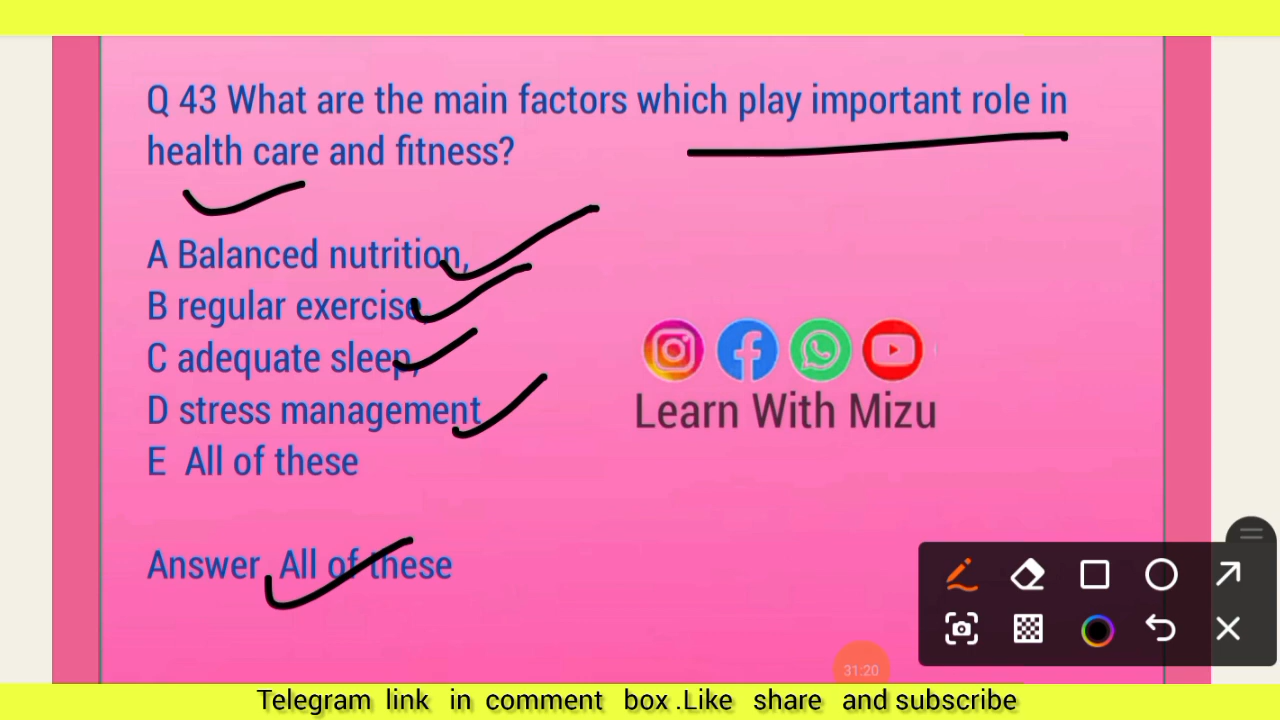 Q 43 What are the main factors which play important role in
health care and fitness?
A Balanced nutrition,
B regular exercise,
C adequate sleep,
D stress management
E All of these
Learn With Mizu
Answer All of these
31:20
Telegram link in comment box .Like share and subscribe